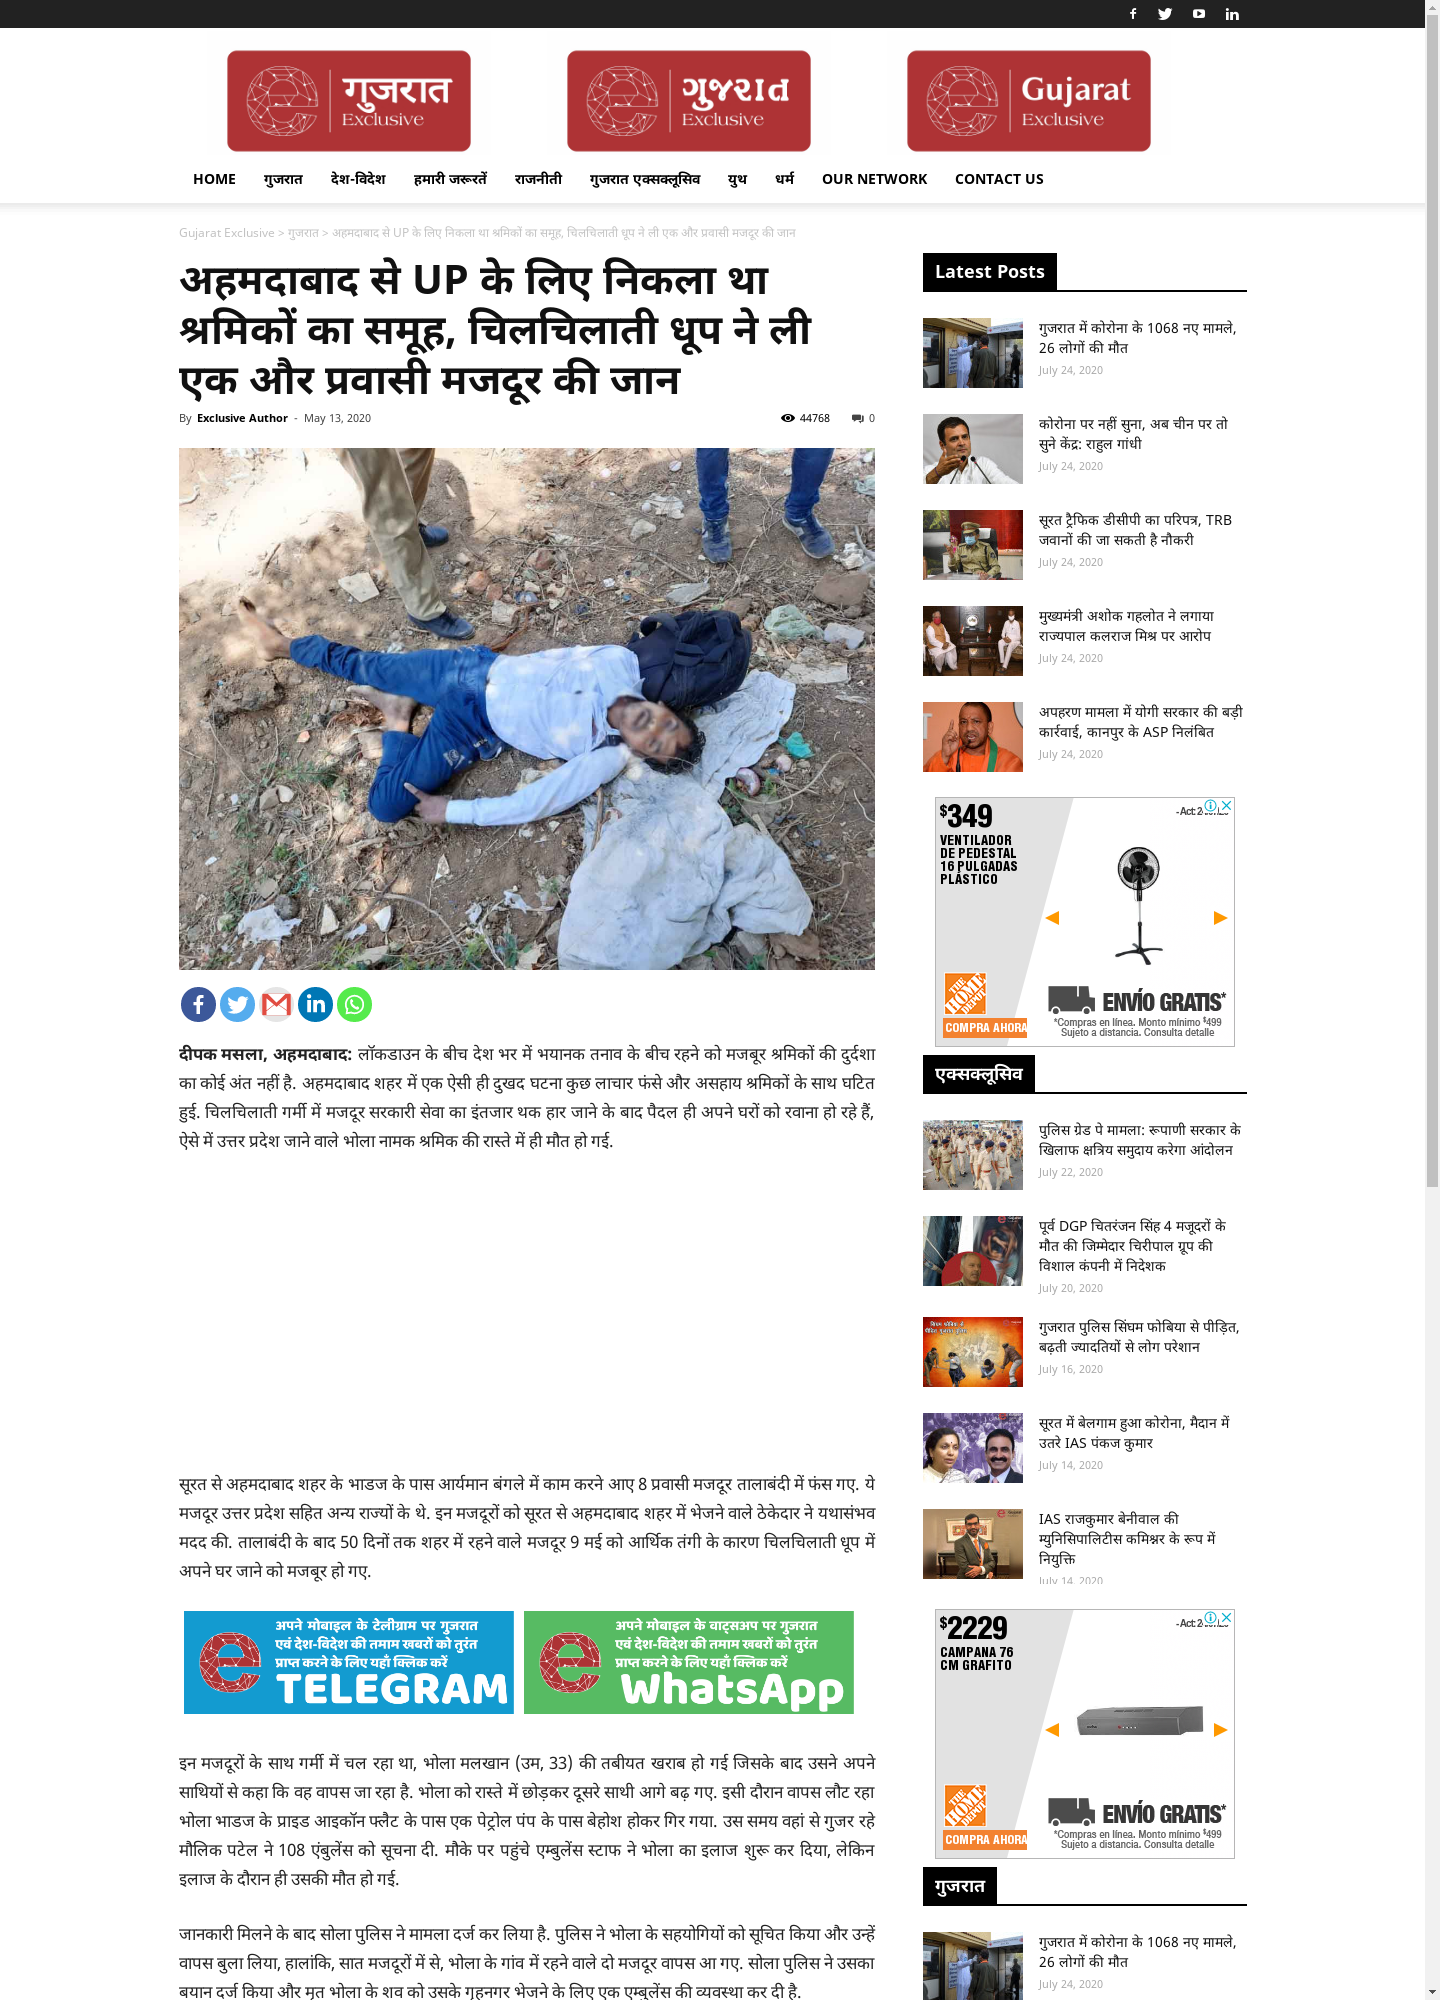 गुजरात
Exclusive
ગુજરાત
Exclusive
Gujarat
Exclusive
HOME गुजरात देश-विदेश हमारी जरूरतें राजनीती गुजरात एक्सक्लूसिव युथ धर्म OUR NETWORK CONTACT US
Gujarat Exclusive > गुजरात > अहमदाबाद से UP के लिए निकला था श्रमिकों का समूह, चिलचिलाती धूप ने ली एक और प्रवासी मजदूर की जान
अहमदाबाद से UP के लिए निकला था
श्रमिकों का समूह, चिलचिलाती धूप ने ली
एक और प्रवासी मजदूर की जान
By Exclusive Author - May 13, 2020 44768 0
दीपक मसला, अहमदाबाद: लॉकडाउन के बीच देश भर में भयानक तनाव के बीच रहने को मजबूर श्रमिकों की दुर्दशा
का कोई अंत नहीं है. अहमदाबाद शहर में एक ऐसी ही दुखद घटना कुछ लाचार फंसे और असहाय श्रमिकों के साथ घटित
हुई. चिलचिलाती गर्मी में मजदूर सरकारी सेवा का इंतजार थक हार जाने के बाद पैदल ही अपने घरों को रवाना हो रहे हैं,
ऐसे में उत्तर प्रदेश जाने वाले भोला नामक श्रमिक की रास्ते में ही मौत हो गई.
सूरत से अहमदाबाद शहर के भाडज के पास आर्यमान बंगले में काम करने आए 8 प्रवासी मजदूर तालाबंदी में फंस गए. ये
मजदूर उत्तर प्रदेश सहित अन्य राज्यों के थे. इन मजदूरों को सूरत से अहमदाबाद शहर में भेजने वाले ठेकेदार ने यथासंभव
मदद की. तालाबंदी के बाद 50 दिनों तक शहर में रहने वाले मजदूर 9 मई को आर्थिक तंगी के कारण चिलचिलाती धूप में
अपने घर जाने को मजबूर हो गए.
अपने मोबाइल के टेलीग्राम पर गुजरात
एवं देश-विदेश की तमाम खबरों को तुरंत
प्राप्त करने के लिए यहाँ क्लिक करें
TELEGRAM
अपने मोबाइल के वाट्सअप पर गुजरात
एवं देश-विदेश की तमाम खबरों को तुरंत
प्राप्त करने के लिए यहाँ क्लिक करें
WhatsApp
इन मजदूरों के साथ गर्मी में चल रहा था, भोला मलखान (उम, 33) की तबीयत खराब हो गई जिसके बाद उसने अपने
साथियों से कहा कि वह वापस जा रहा है. भोला को रास्ते में छोड़कर दूसरे साथी आगे बढ़ गए. इसी दौरान वापस लौट रहा
भोला भाडज के प्राइड आइकॉन फ्लैट के पास एक पेट्रोल पंप के पास बेहोश होकर गिर गया. उस समय वहां से गुजर रहे
मौलिक पटेल ने 108 एंबुलेंस को सूचना दी. मौके पर पहुंचे एम्बुलेंस स्टाफ ने भोला का इलाज शुरू कर दिया, लेकिन
इलाज के दौरान ही उसकी मौत हो गई.
जानकारी मिलने के बाद सोला पुलिस ने मामला दर्ज कर लिया है. पुलिस ने भोला के सहयोगियों को सूचित किया और उन्हें
वापस बुला लिया, हालांकि, सात मजदूरों में से, भोला के गांव में रहने वाले दो मजदूर वापस आ गए. सोला पुलिस ने उसका
बयान दर्ज किया और मृत भोला के शव को उसके गृहनगर भेजने के लिए एक एम्बुलेंस की व्यवस्था कर दी है.
Latest Posts
गुजरात में कोरोना के 1068 नए मामले,
26 लोगों की मौत
July 24, 2020
कोरोना पर नहीं सुना, अब चीन पर तो
सुने केंद्र: राहुल गांधी
July 24, 2020
सूरत ट्रैफिक डीसीपी का परिपत्र, TRB
जवानों की जा सकती है नौकरी
July 24, 2020
मुख्यमंत्री अशोक गहलोत ने लगाया
राज्यपाल कलराज मिश्र पर आरोप
July 24, 2020
अपहरण मामला में योगी सरकार की बड़ी
कार्रवाई, कानपुर के ASP निलंबित
July 24, 2020
$349
VENTILADOR
DE PEDESTAL
16 PULGADAS
PLÁSTICO
THE HOME DEPOT
COMPRA AHORA
ENVÍO GRATIS*
*Compras en línea. Monto mínimo $499
Sujeto a distancia. Consulta detalle
एक्सक्लूसिव
पुलिस ग्रेड पे मामला: रूपाणी सरकार के
खिलाफ क्षत्रिय समुदाय करेगा आंदोलन
July 22, 2020
पूर्व DGP चितरंजन सिंह 4 मजूदरों के
मौत की जिम्मेदार चिरीपाल ग्रूप की
विशाल कंपनी में निदेशक
July 20, 2020
गुजरात पुलिस सिंघम फोबिया से पीड़ित,
बढ़ती ज्यादतियों से लोग परेशान
July 16, 2020
सूरत में बेलगाम हुआ कोरोना, मैदान में
उतरे IAS पंकज कुमार
July 14, 2020
IAS राजकुमार बेनीवाल की
म्युनिसिपालिटीस कमिश्नर के रूप में
नियुक्ति
July 14, 2020
$2229
CAMPANA 76
CM GRAFITO
THE HOME DEPOT
COMPRA AHORA
ENVÍO GRATIS*
*Compras en línea. Monto mínimo $499
Sujeto a distancia. Consulta detalle
गुजरात
गुजरात में कोरोना के 1068 नए मामले,
26 लोगों की मौत
July 24, 2020